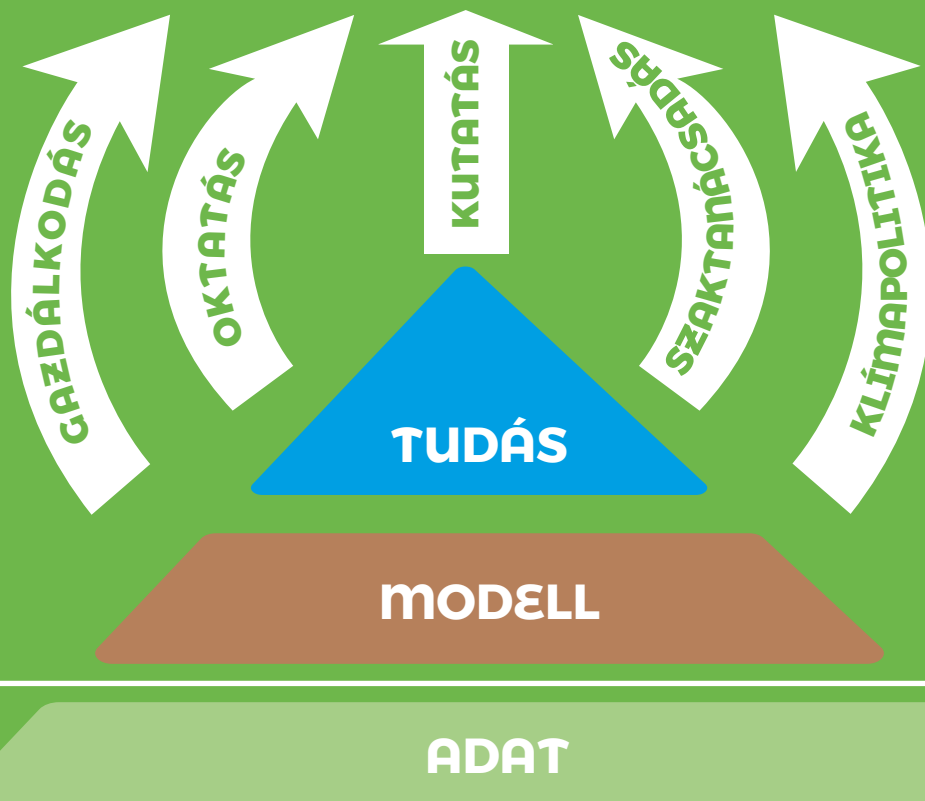 GAZDÁLKODÁS
OKTATÁS
KUTATÁS
SZAKTANÁCSADÁS
KLÍMAPOLITIKA
TUDÁS
MODELL
ADAT